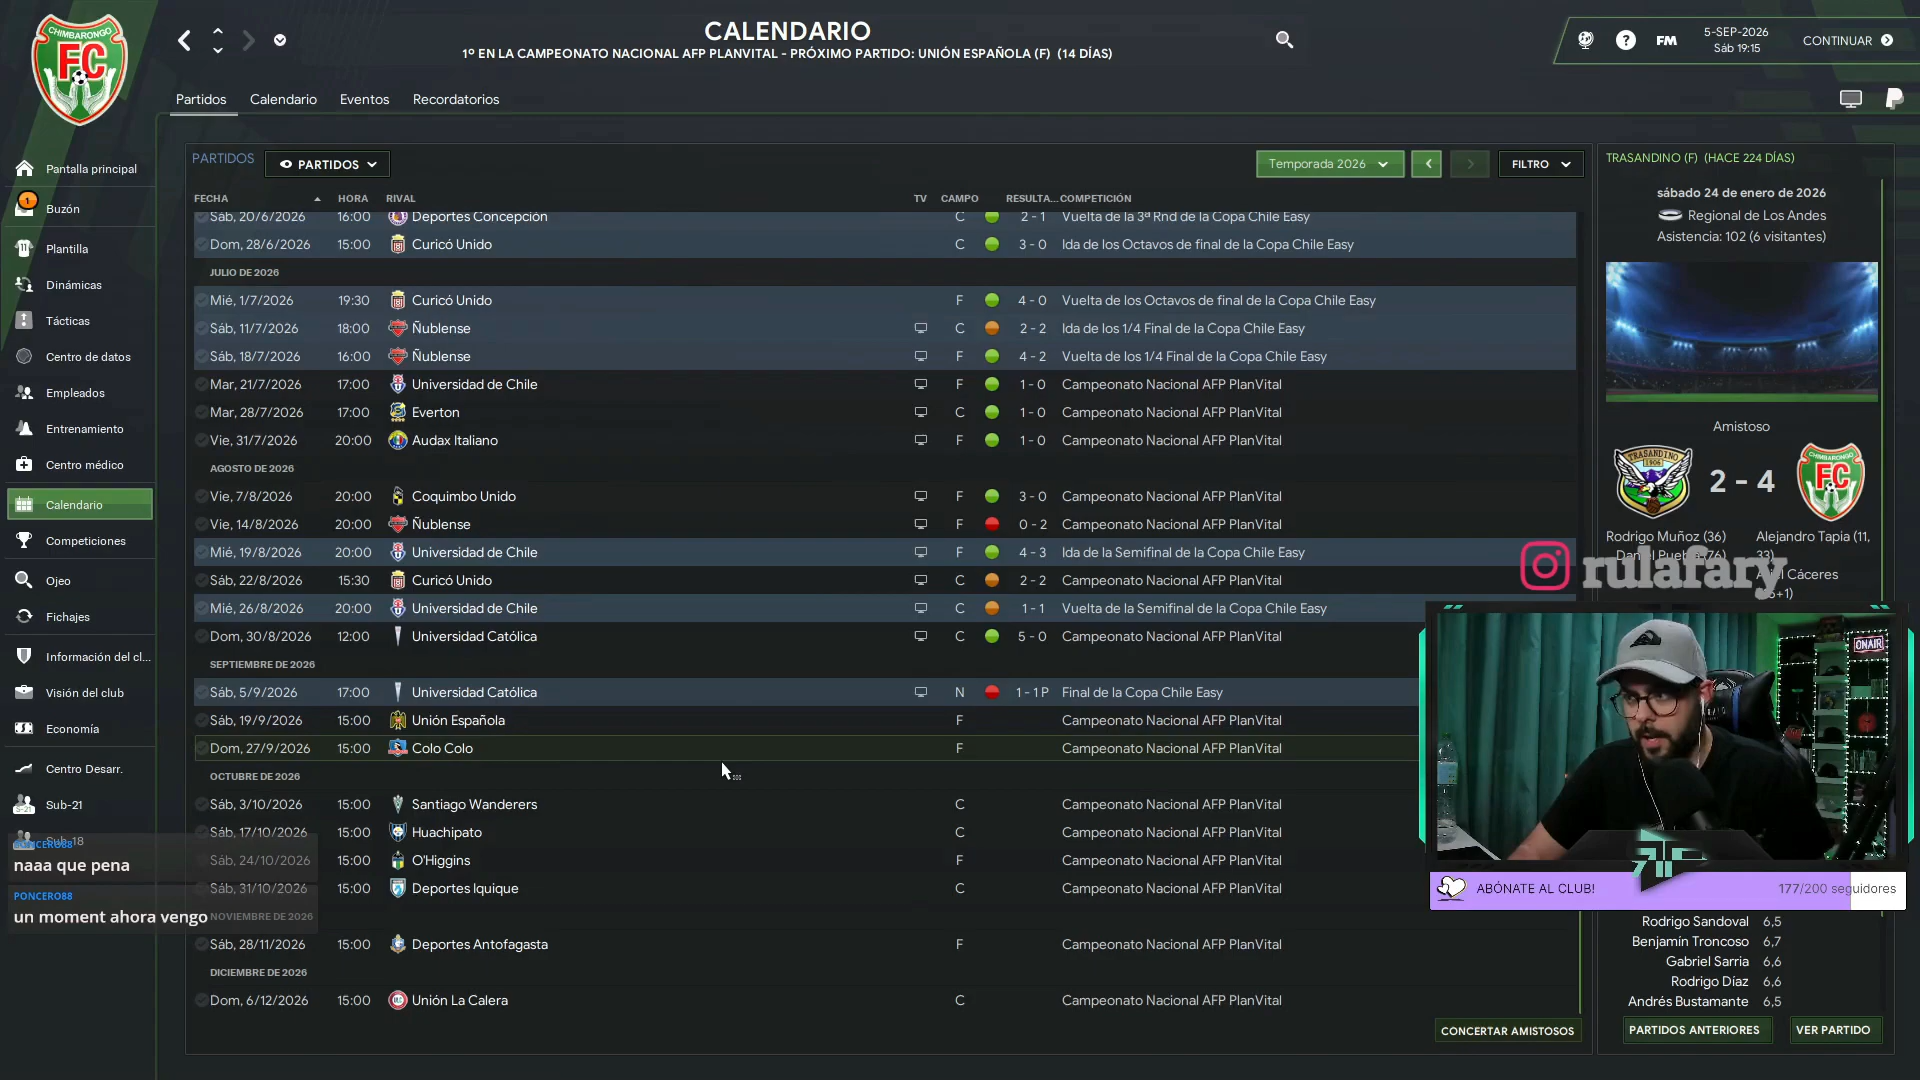 CHIMBARONGO
FC
CALENDARIO
1º EN LA CAMPEONATO NACIONAL AFP PLANVITAL - PRÓXIMO PARTIDO: UNIÓN ESPAÑOLA (F) (14 DÍAS)
FM
5-SEP-2026
Sáb 19:15
CONTINUAR
Partidos Calendario Eventos Recordatorios
Pantalla principal
1
Buzón
Plantilla
Dinámicas
Tácticas
Centro de datos
Empleados
Entrenamiento
Centro médico
Calendario
Competiciones
Ojeo
Fichajes
Información del cl...
Visión del club
Economía
Centro Desarr.
Sub-21
Sub-18
naaa que pena
PONCERO88
un moment ahora vengo
PARTIDOS PARTIDOS Temporada 2026 FILTRO
FECHA HORA RIVAL TV CAMPO RESULTA... COMPETICIÓN
Sáb, 20/6/2026 16:00 Deportes Concepción C 2 - 1 Vuelta de la 3ª Rnd de la Copa Chile Easy
Dom, 28/6/2026 15:00 Curicó Unido C 3 - 0 Ida de los Octavos de final de la Copa Chile Easy
JULIO DE 2026
Mié, 1/7/2026 19:30 Curicó Unido F 4 - 0 Vuelta de los Octavos de final de la Copa Chile Easy
Sáb, 11/7/2026 18:00 Ñublense C 2 - 2 Ida de los 1/4 Final de la Copa Chile Easy
Sáb, 18/7/2026 16:00 Ñublense F 4 - 2 Vuelta de los 1/4 Final de la Copa Chile Easy
Mar, 21/7/2026 17:00 Universidad de Chile F 1 - 0 Campeonato Nacional AFP PlanVital
Mar, 28/7/2026 17:00 Everton C 1 - 0 Campeonato Nacional AFP PlanVital
Vie, 31/7/2026 20:00 Audax Italiano F 1 - 0 Campeonato Nacional AFP PlanVital
AGOSTO DE 2026
Vie, 7/8/2026 20:00 Coquimbo Unido F 3 - 0 Campeonato Nacional AFP PlanVital
Vie, 14/8/2026 20:00 Ñublense F 0 - 2 Campeonato Nacional AFP PlanVital
Mié, 19/8/2026 20:00 Universidad de Chile F 4 - 3 Ida de la Semifinal de la Copa Chile Easy
Sáb, 22/8/2026 15:30 Curicó Unido C 2 - 2 Campeonato Nacional AFP PlanVital
Mié, 26/8/2026 20:00 Universidad de Chile C 1 - 1 Vuelta de la Semifinal de la Copa Chile Easy
Dom, 30/8/2026 12:00 Universidad Católica C 5 - 0 Campeonato Nacional AFP PlanVital
SEPTIEMBRE DE 2026
Sáb, 5/9/2026 17:00 Universidad Católica N 1 - 1 P Final de la Copa Chile Easy
Sáb, 19/9/2026 15:00 Unión Española F Campeonato Nacional AFP PlanVital
Dom, 27/9/2026 15:00 Colo Colo F Campeonato Nacional AFP PlanVital
OCTUBRE DE 2026
Sáb, 3/10/2026 15:00 Santiago Wanderers C Campeonato Nacional AFP PlanVital
Sáb, 17/10/2026 15:00 Huachipato C Campeonato Nacional AFP PlanVital
Sáb, 24/10/2026 15:00 O'Higgins F Campeonato Nacional AFP PlanVital
Sáb, 31/10/2026 15:00 Deportes Iquique C Campeonato Nacional AFP PlanVital
NOVIEMBRE DE 2026
Sáb, 28/11/2026 15:00 Deportes Antofagasta F Campeonato Nacional AFP PlanVital
DICIEMBRE DE 2026
Dom, 6/12/2026 15:00 Unión La Calera C Campeonato Nacional AFP PlanVital
CONCERTAR AMISTOSOS
TRASANDINO (F) (HACE 224 DÍAS)
sábado 24 de enero de 2026
Regional de Los Andes
Asistencia: 102 (6 visitantes)
Amistoso
TRASANDINO
1906
2 - 4
CHIMBARONGO
FC
Rodrigo Muñoz (36) Alejandro Tapia (11,
33)
Cáceres
rulafary
ON AIR
ABÓNATE AL CLUB! 177/200 seguidores
Rodrigo Sandoval 6,5
Benjamín Troncoso 6,7
Gabriel Sarria 6,6
Rodrigo Díaz 6,6
Andrés Bustamante 6,5
PARTIDOS ANTERIORES VER PARTIDO